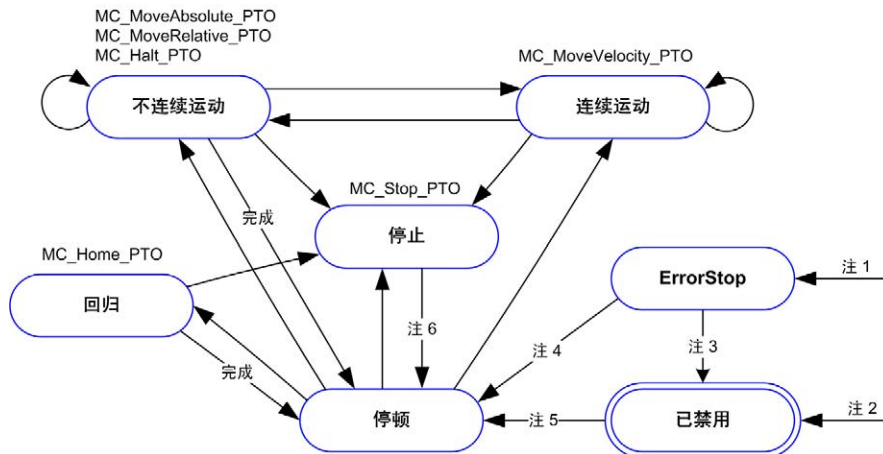 MC_MoveAbsolute_PTO
MC_MoveRelative_PTO
MC_Halt_PTO
MC_MoveVelocity_PTO
不连续运动
连续运动
MC_Stop_PTO
完成
停止
MC_Home_PTO
ErrorStop
注 1
回归
注 6
注 4
注 3
完成
停顿
注 5
已禁用
注 2